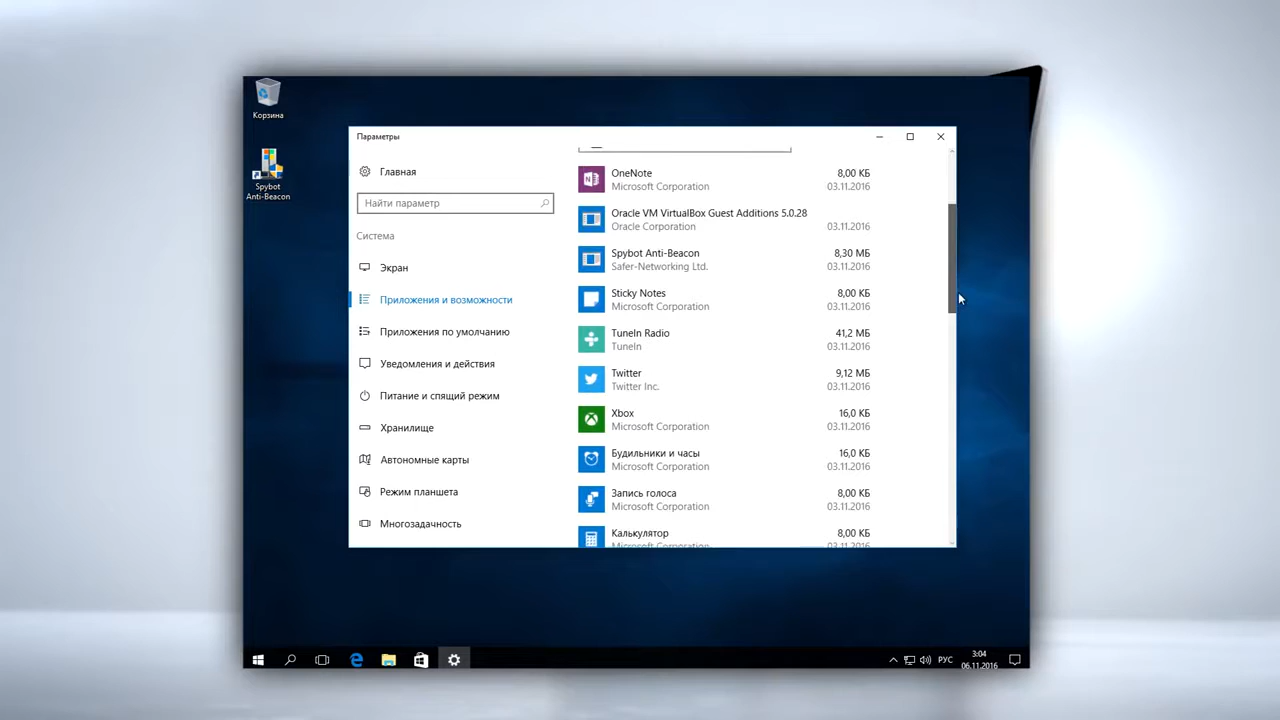 Корзина
Spybot
Anti-Beacon
Параметры
Главная
Найти параметр
Система
Экран
Приложения и возможности
Приложения по умолчанию
Уведомления и действия
Питание и спящий режим
Хранилище
Автономные карты
Режим планшета
Многозадачность
OneNote 8,00 КБ
Microsoft Corporation 03.11.2016
Oracle VM VirtualBox Guest Additions 5.0.28
Oracle Corporation 03.11.2016
Spybot Anti-Beacon 8,30 МБ
Safer-Networking Ltd. 03.11.2016
Sticky Notes 8,00 КБ
Microsoft Corporation 03.11.2016
TuneIn Radio 41,2 МБ
TuneIn 03.11.2016
Twitter 9,12 МБ
Twitter Inc. 03.11.2016
Xbox 16,0 КБ
Microsoft Corporation 03.11.2016
Будильники и часы 16,0 КБ
Microsoft Corporation 03.11.2016
Запись голоса 8,00 КБ
Microsoft Corporation 03.11.2016
Калькулятор 8,00 КБ
Microsoft Corporation 03.11.2016
РУС
3:04
06.11.2016